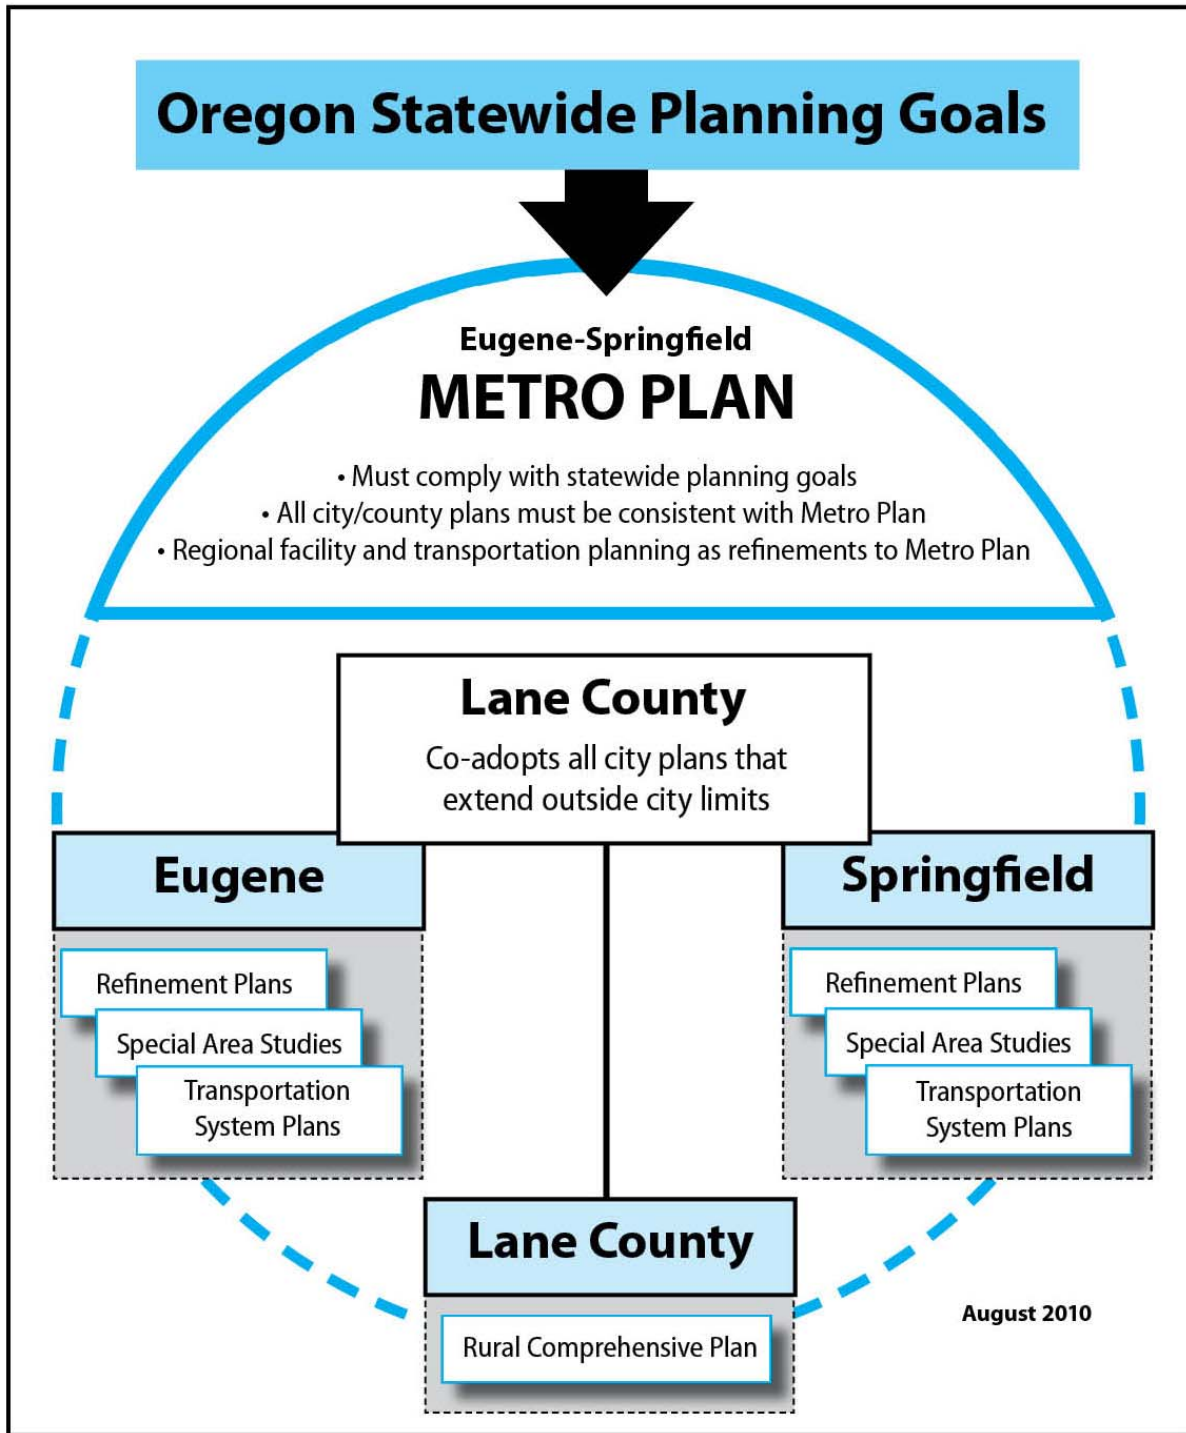 Oregon Statewide Planning Goals
Eugene-Springfield
METRO PLAN
• Must comply with statewide planning goals
• All city/county plans must be consistent with Metro Plan
• Regional facility and transportation planning as refinements to Metro Plan
Lane County
Co-adopts all city plans that
extend outside city limits
Eugene
Refinement Plans
Special Area Studies
Transportation
System Plans
Springfield
Refinement Plans
Special Area Studies
Transportation
System Plans
Lane County
Rural Comprehensive Plan
August 2010